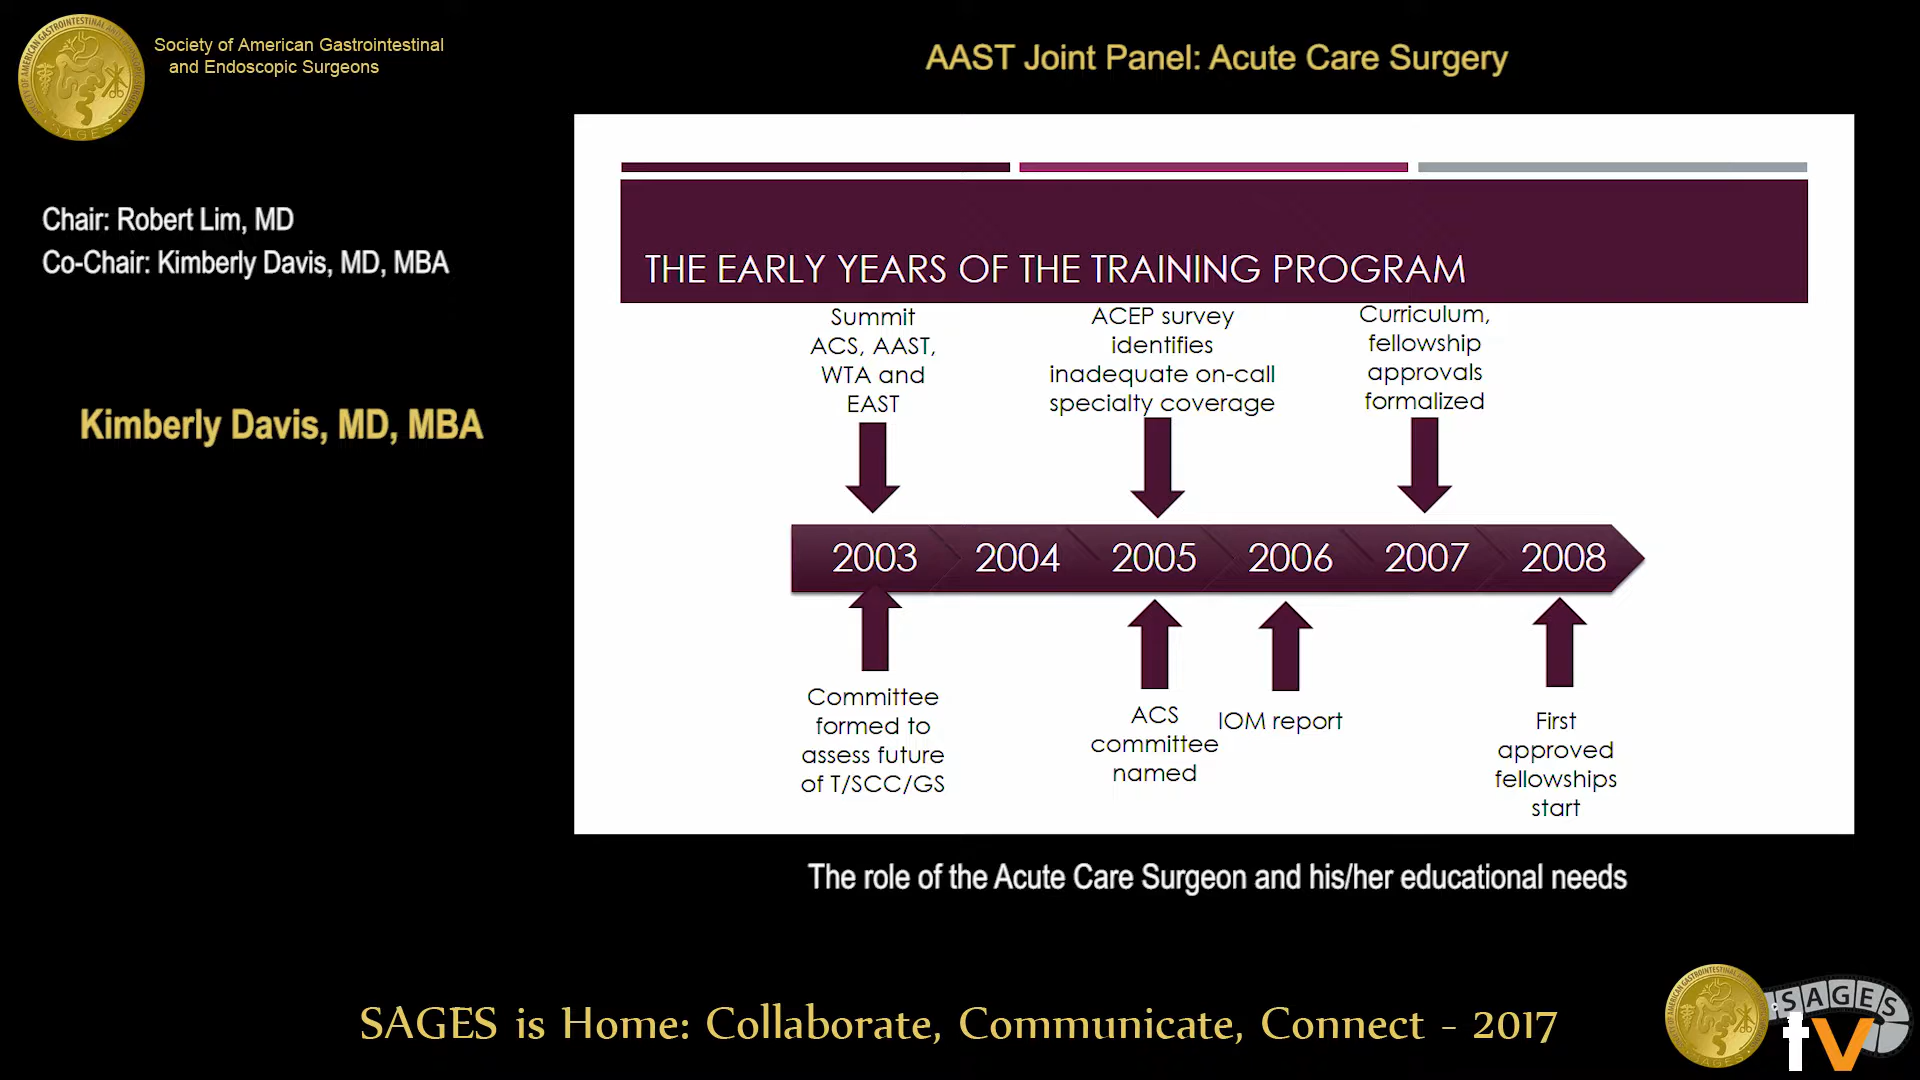 Society of American Gastrointestinal
and Endoscopic Surgeons
AAST Joint Panel: Acute Care Surgery
Chair: Robert Lim, MD
Co-Chair: Kimberly Davis, MD, MBA
Kimberly Davis, MD, MBA
THE EARLY YEARS OF THE TRAINING PROGRAM
Summit
ACS, AAST,
WTA and
EAST
ACEP survey
identifies
inadequate on-call
specialty coverage
Curriculum,
fellowship
approvals
formalized
2003
2004
2005
2006
2007
2008
Committee
formed to
assess future
of T/SCC/GS
ACS
committee
named
IOM report
First
approved
fellowships
start
The role of the Acute Care Surgeon and his/her educational needs
SAGES is Home: Collaborate, Communicate, Connect - 2017
SAGES
tv